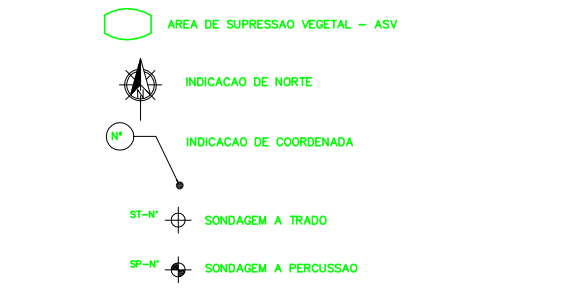 AREA DE SUPRESSAO VEGETAL - ASV
N
INDICACAO DE NORTE
N° INDICACAO DE COORDENADA
ST-N° SONDAGEM A TRADO
SP-N° SONDAGEM A PERCUSSAO